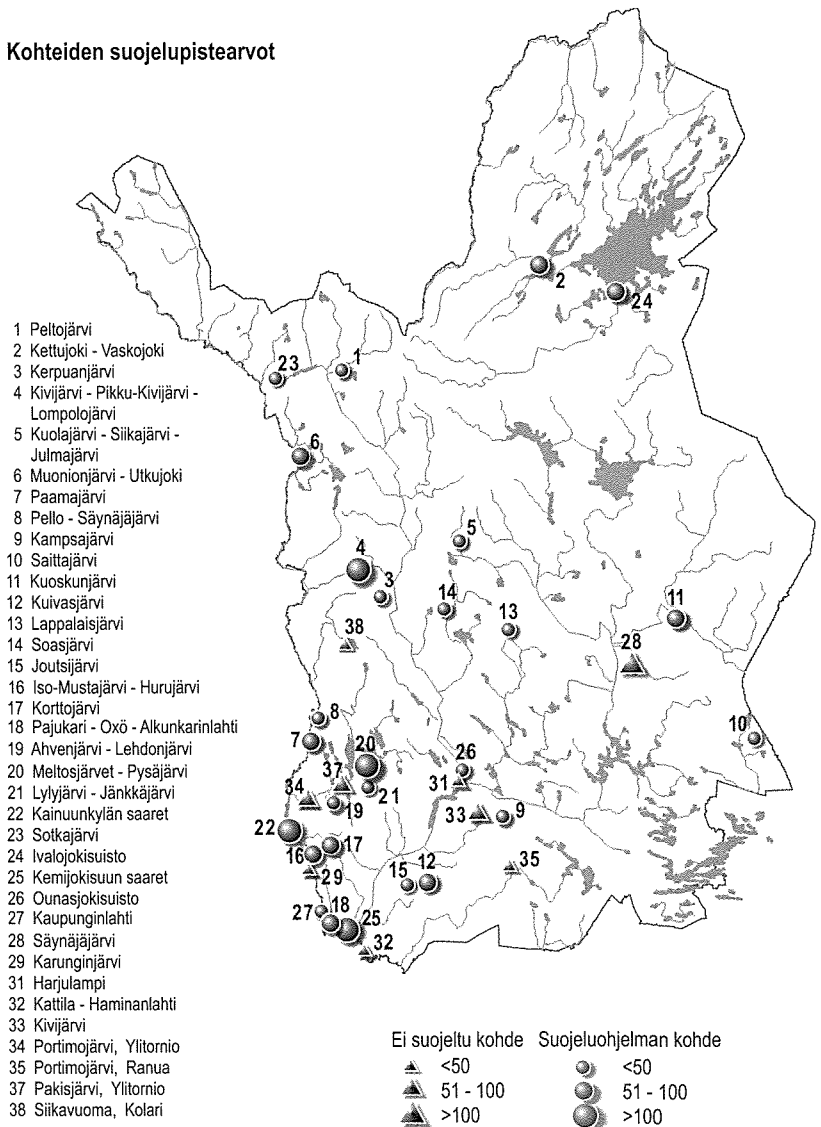 Kohteiden suojelupistearvot
1 Peltojärvi
2 Kettujoki - Vaskojoki
3 Kerpuanjärvi
4 Kivijärvi - Pikku-Kivijärvi -
Lompolojärvi
5 Kuolajärvi - Siikajärvi -
Julmajärvi
6 Muonionjärvi - Utkujoki
7 Paamajärvi
8 Pello - Säynäjäjärvi
9 Kampsajärvi
10 Saittajärvi
11 Kuoskunjärvi
12 Kuivasjärvi
13 Lappalaisjärvi
14 Soasjärvi
15 Joutsijärvi
16 Iso-Mustajärvi - Hurujärvi
17 Korttojärvi
18 Pajukari - Oxö - Alkunkarinlahti
19 Ahvenjärvi - Lehdonjärvi
20 Meltosjärvet - Pysäjärvi
21 Lylyjärvi - Jänkkäjärvi
22 Kainuunkylän saaret
23 Sotkajärvi
24 Ivalojokisuisto
25 Kemijokisuun saaret
26 Ounasjokisuisto
27 Kaupunginlahti
28 Säynäjäjärvi
29 Karunginjärvi
31 Harjulampi
32 Kattila - Haminanlahti
33 Kivijärvi
34 Portimojärvi, Ylitornio
35 Portimojärvi, Ranua
37 Pakisjärvi, Ylitornio
38 Siikavuoma, Kolari
2
24
23
1
6
5
4
3
14
13
11
38
28
8
7
20
10
26
37
31
34
21
19
33
9
22
17
16
29
15
12
35
27
18
25
32
Ei suojeltu kohde Suojeluohjelman kohde
<50 <50
51 - 100 51 - 100
>100 >100